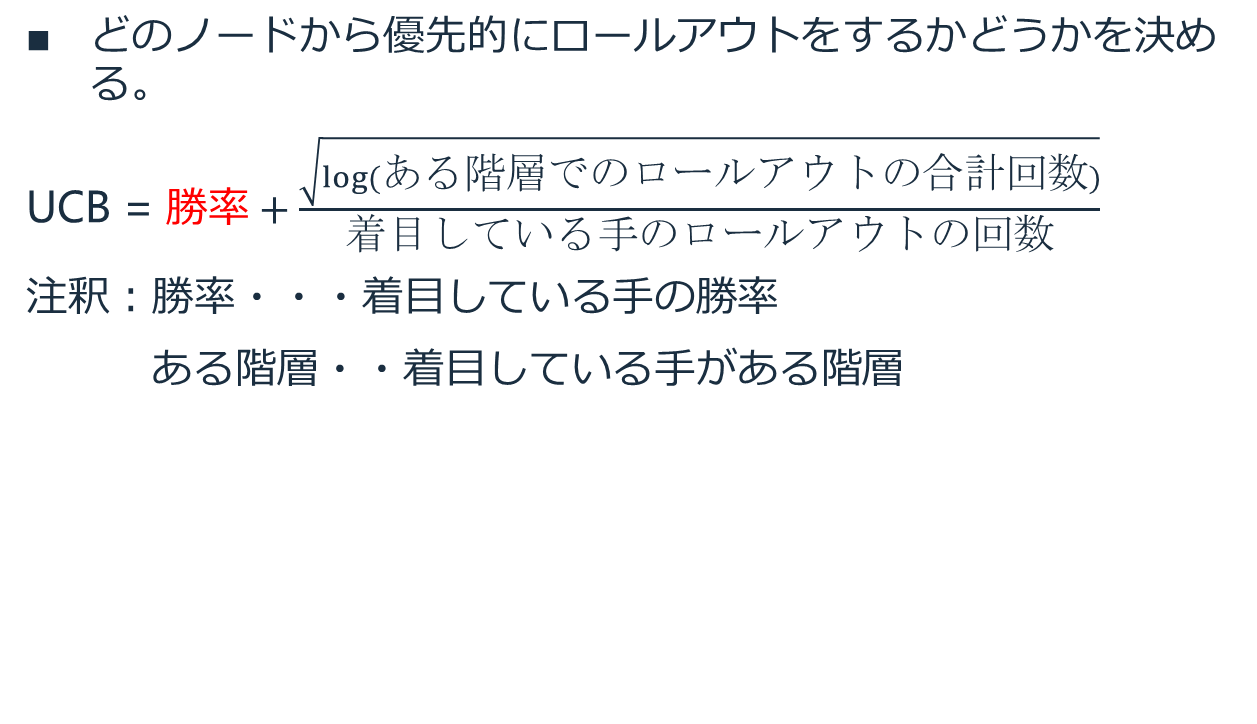 ■ どのノードから優先的にロールアウトをするかどうかを決め
る。
UCB = 勝率 + √log(ある階層でのロールアウトの合計回数)
着目している手のロールアウトの回数
注釈：勝率・・・着目している手の勝率
ある階層・・着目している手がある階層